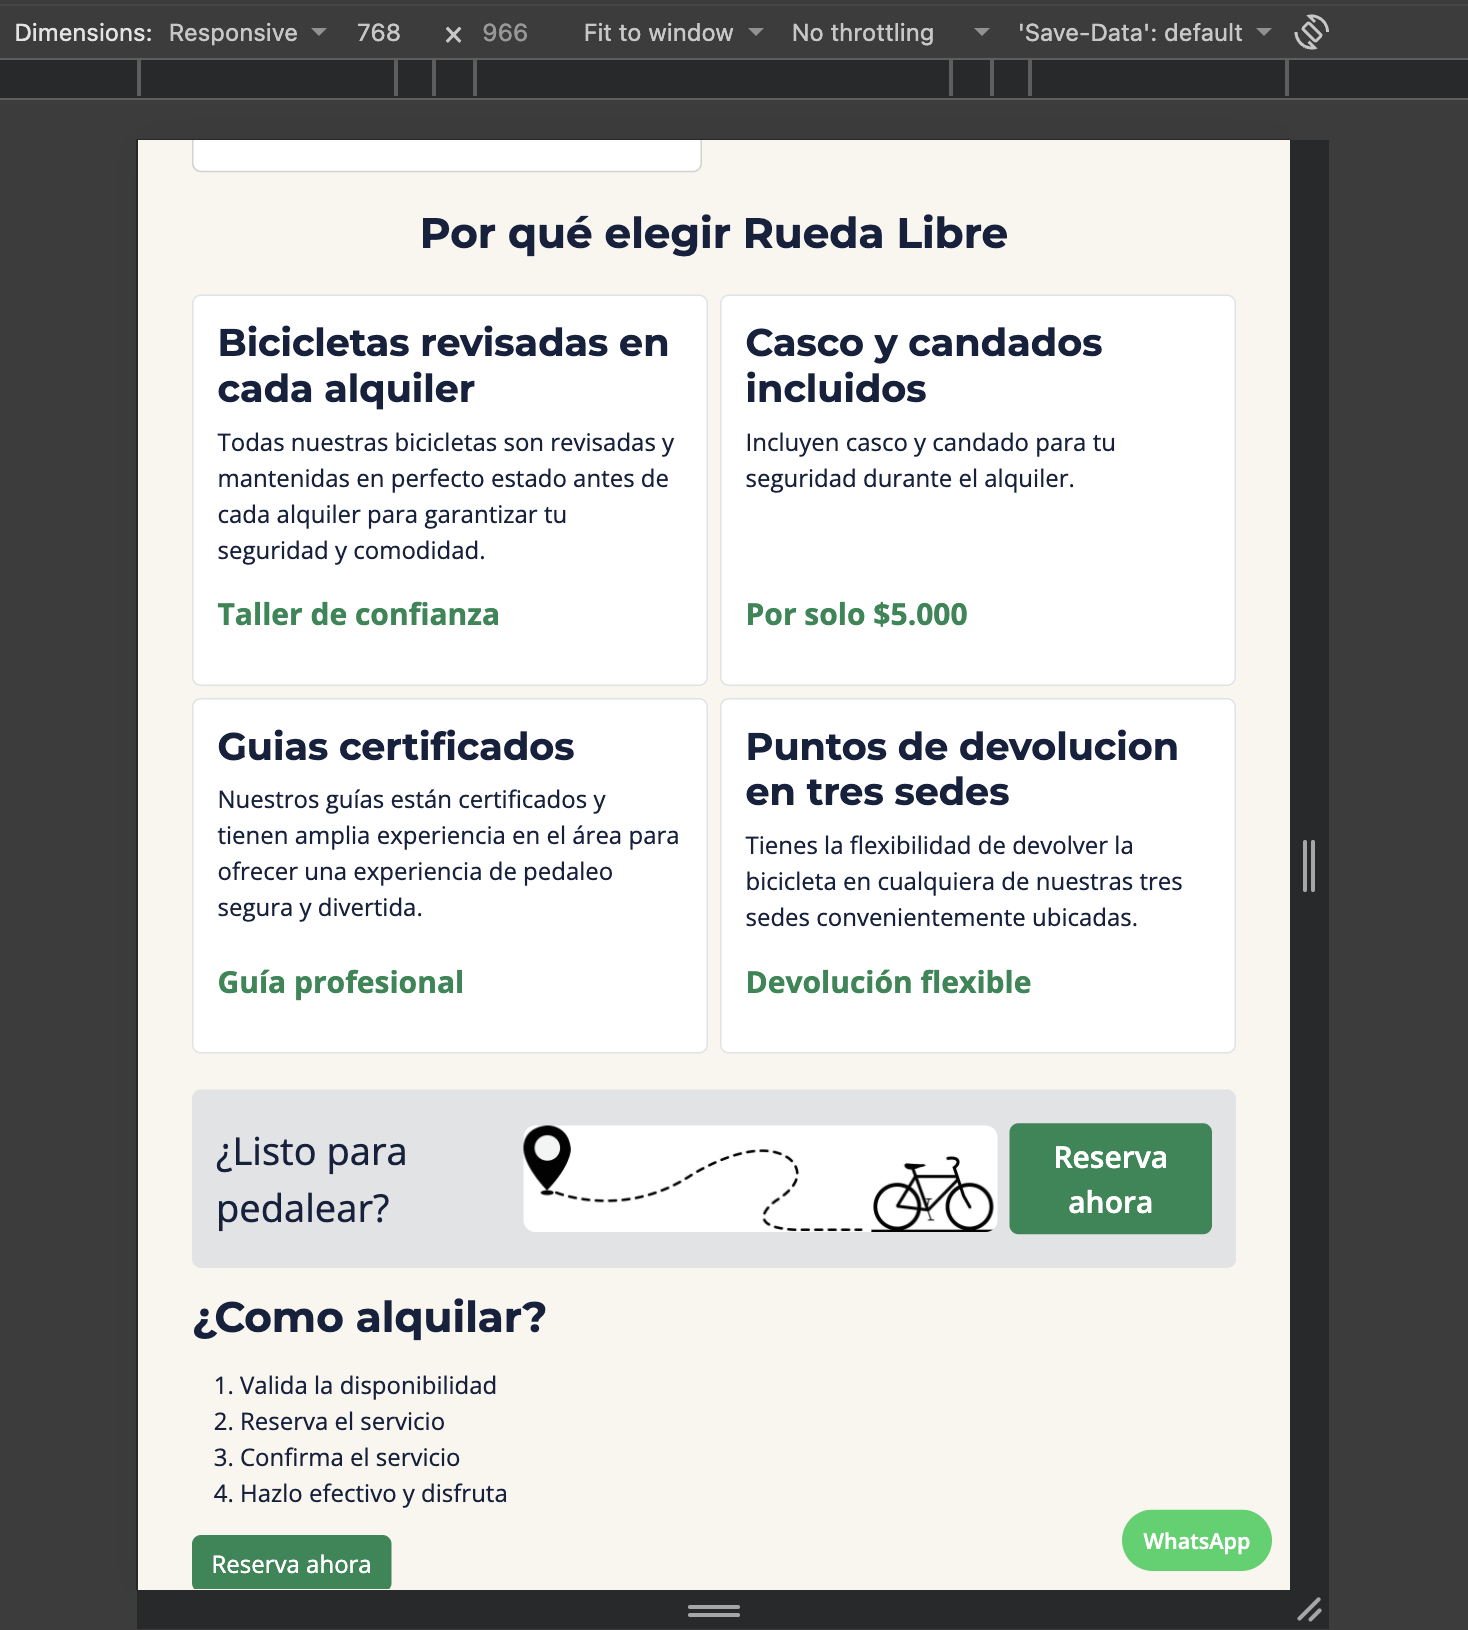 Dimensions: Responsive 768 × 966 Fit to window No throttling 'Save-Data': default
Por qué elegir Rueda Libre
Bicicletas revisadas en
cada alquiler
Todas nuestras bicicletas son revisadas y
mantenidas en perfecto estado antes de
cada alquiler para garantizar tu
seguridad y comodidad.
Taller de confianza
Casco y candados
incluidos
Incluyen casco y candado para tu
seguridad durante el alquiler.
Por solo $5.000
Guias certificados
Nuestros guías están certificados y
tienen amplia experiencia en el área para
ofrecer una experiencia de pedaleo
segura y divertida.
Guía profesional
Puntos de devolucion
en tres sedes
Tienes la flexibilidad de devolver la
bicicleta en cualquiera de nuestras tres
sedes convenientemente ubicadas.
Devolución flexible
¿Listo para
pedalear?
Reserva
ahora
¿Como alquilar?
1. Valida la disponibilidad
2. Reserva el servicio
3. Confirma el servicio
4. Hazlo efectivo y disfruta
Reserva ahora
WhatsApp